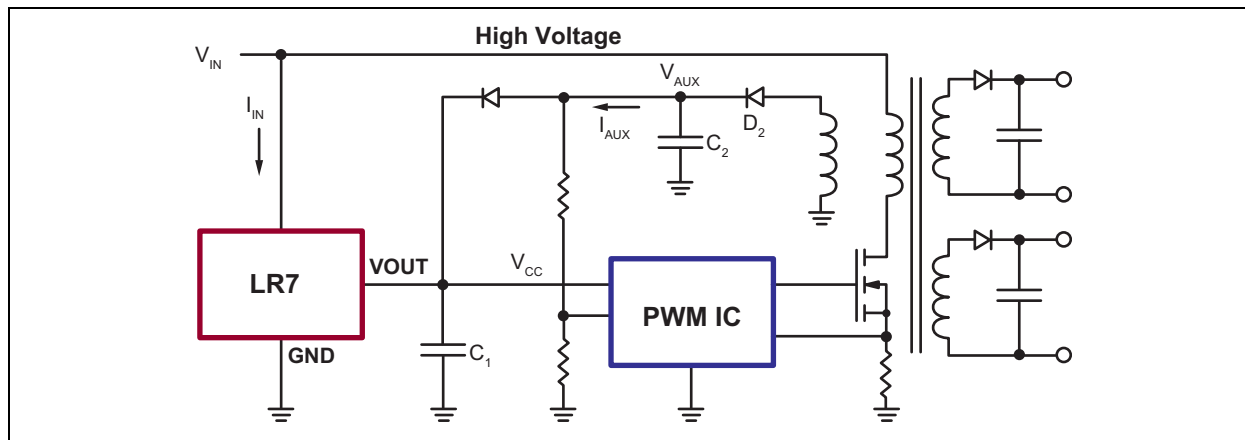 High Voltage
V_IN
V_AUX
I_IN
I_AUX
D_2
C_2
LR7
VOUT
V_CC
PWM IC
GND
C_1